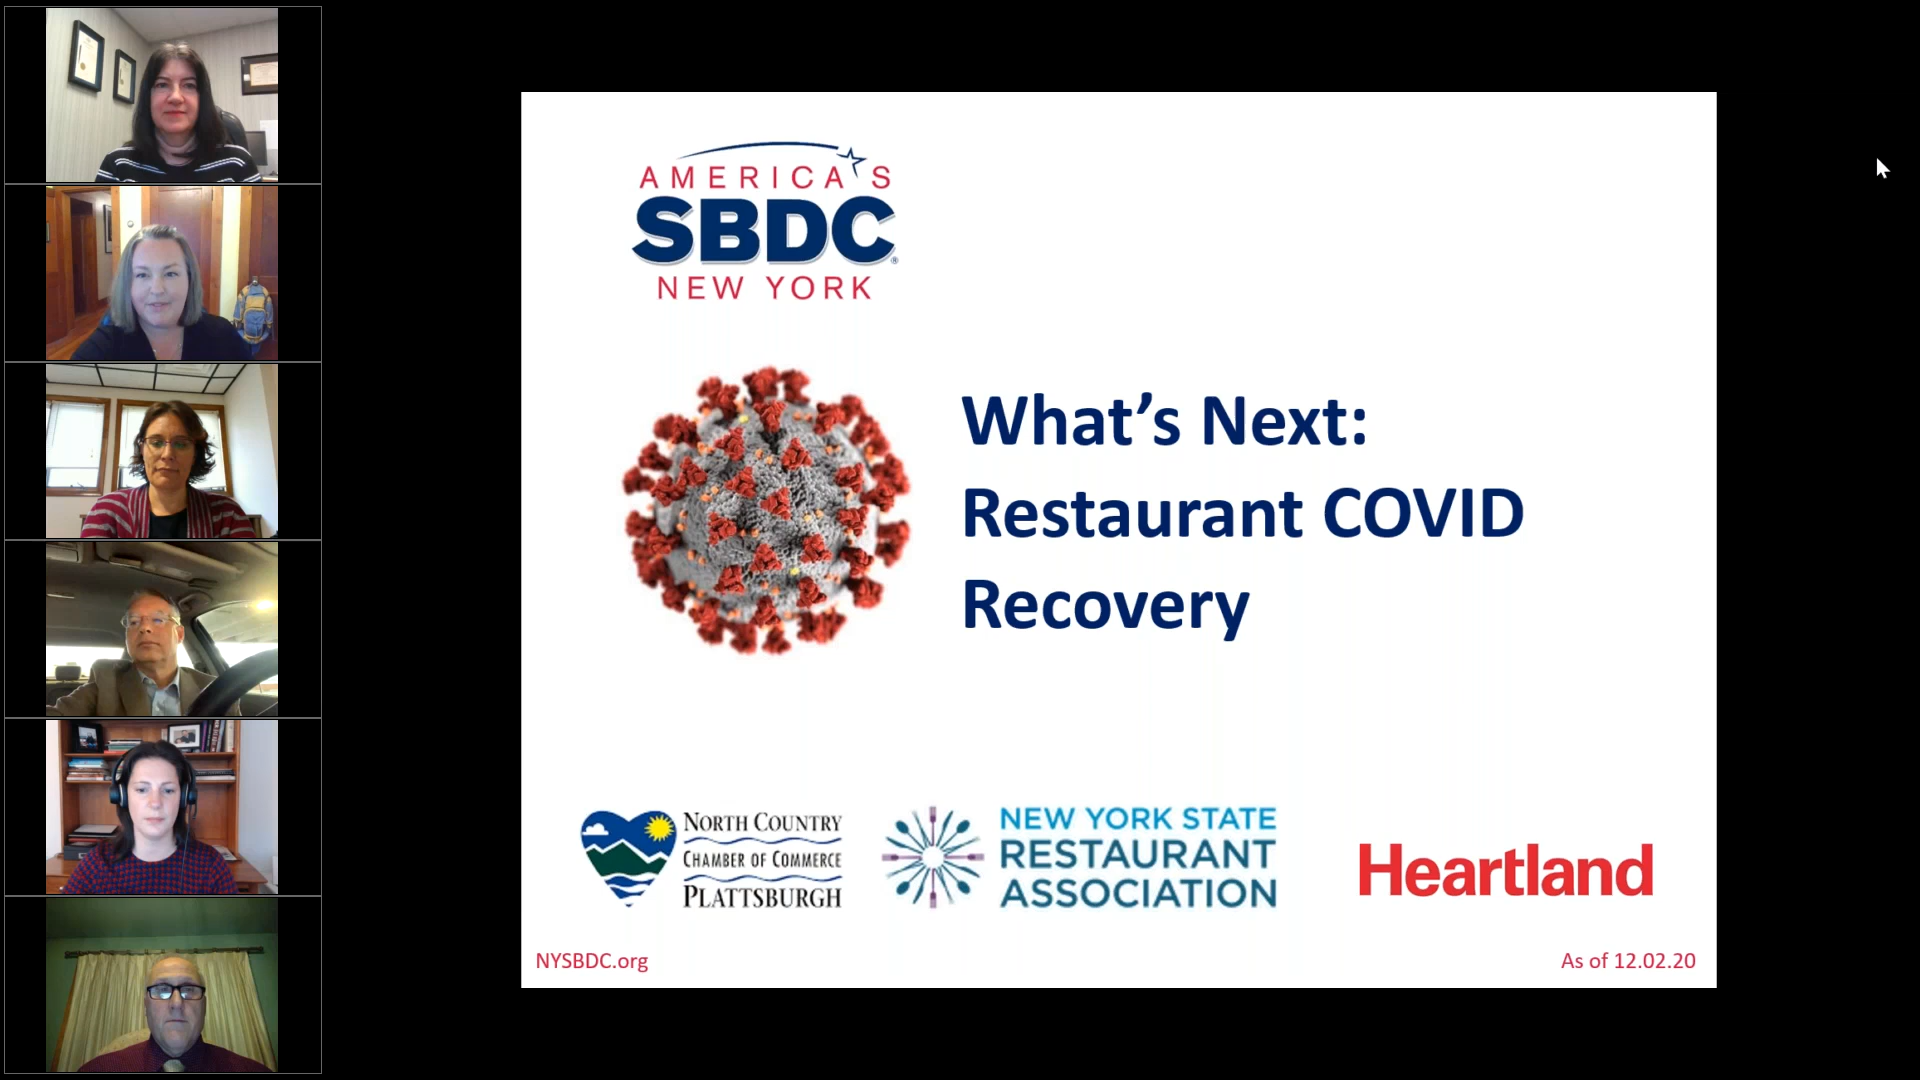 AMERICA'S
SBDC®
NEW YORK
What's Next:
Restaurant COVID
Recovery
NORTH COUNTRY
CHAMBER OF COMMERCE
PLATTSBURGH
NEW YORK STATE
RESTAURANT
ASSOCIATION
Heartland
NYSBDC.org
As of 12.02.20